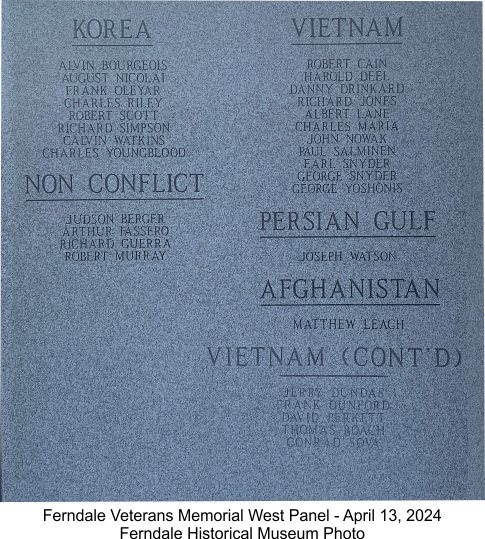 KOREA
ALVIN BOURGEOIS
AUGUST NICOLAI
FRANK OLEYAR
CHARLES RILEY
ROBERT SCOTT
RICHARD SIMPSON
CALVIN WATKINS
CHARLES YOUNGBLOOD
NON CONFLICT
JUDSON BERGER
ARTHUR FASSERO
RICHARD GUERRA
ROBERT MURRAY
VIETNAM
ROBERT CAIN
HAROLD DEEL
DANNY DRINKARD
RICHARD JONES
ALBERT LANE
CHARLES MARIA
JOHN NOWAK
PAUL SALMINEN
EARL SNYDER
GEORGE SNYDER
GEORGE YOSHONIS
PERSIAN GULF
JOSEPH WATSON
AFGHANISTAN
MATTHEW LEACH
VIETNAM (CONT'D)
JERRY DUNDAS
FRANK DUNFORD
DAVID
THOMAS ROACH
CONRAD SOVA
Ferndale Veterans Memorial West Panel - April 13, 2024
Ferndale Historical Museum Photo